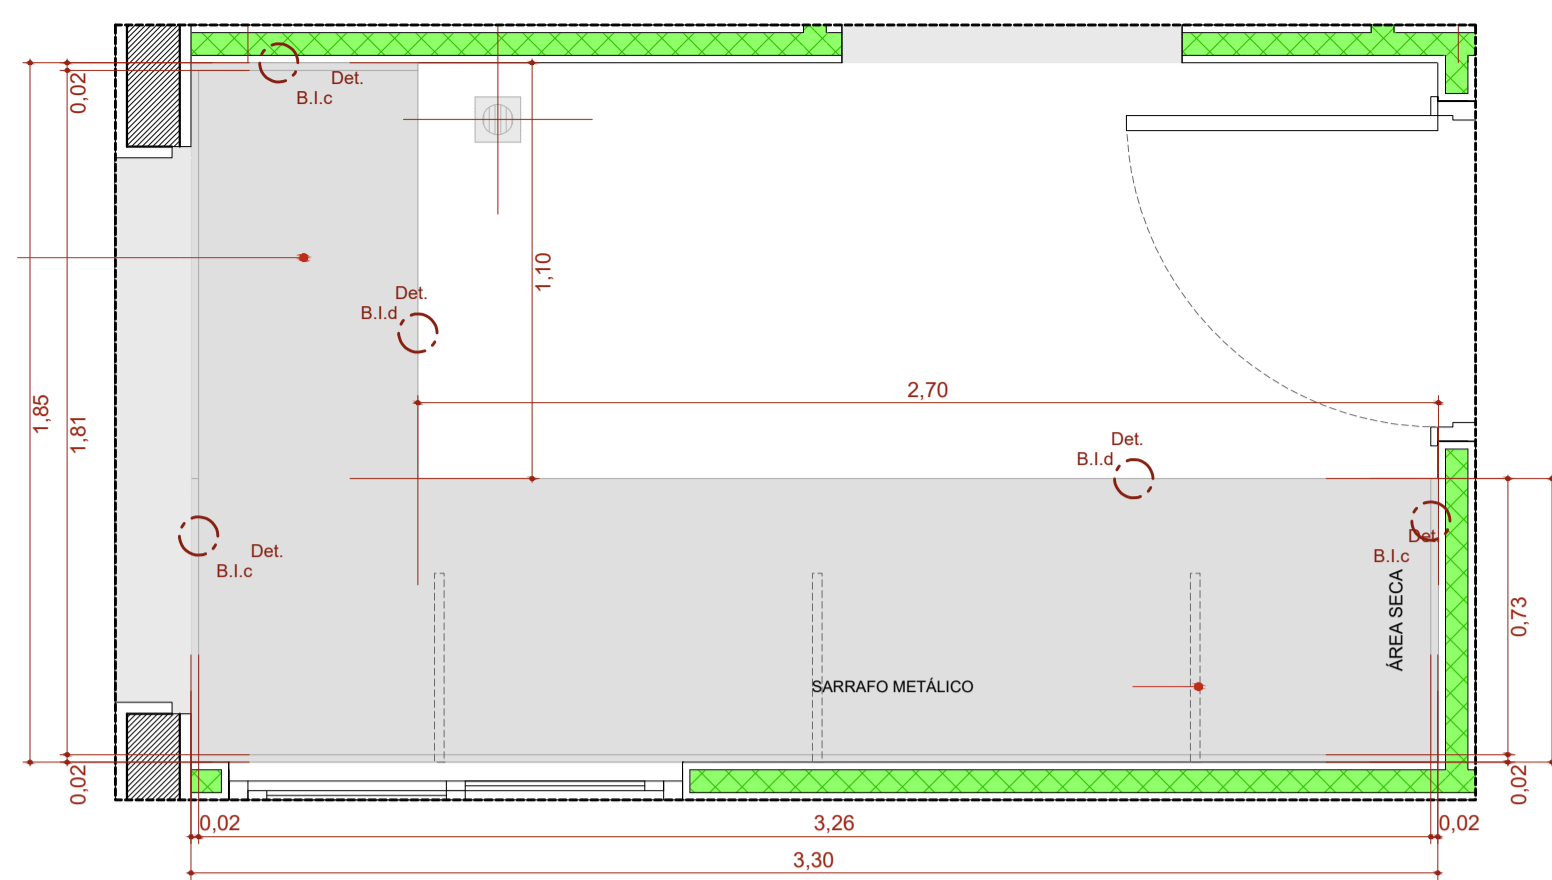 0,02
Det.
B.I.c
1,10
Det.
B.I.d
1,85
1,81
2,70
Det.
B.I.d
Det.
B.I.c
Det.
B.I.c
ÁREA SECA
0,73
SARRAFO METÁLICO
0,02
0,02
0,02
3,26
0,02
3,30